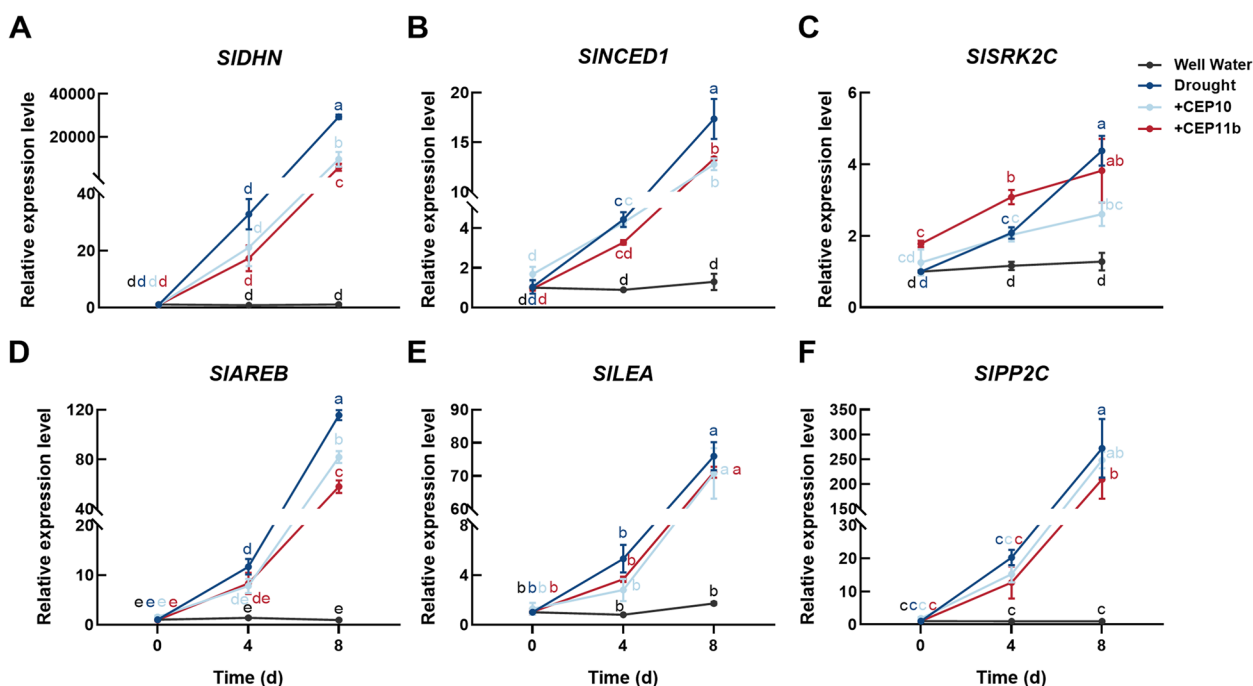 A
SlDHN
Relative expression levle
40000
20000
40
20
0
a
b
c
d
d
d
d
d
d d d d
B
SlNCED1
Relative expression level
20
15
10
4
2
0
a
b
b
d
c c
cd
d
d
d d d
C
SlSRK2C
Relative expression level
6
4
2
0
a
ab
bc
b
c
c c
cd
d d
d
d
Well Water
Drought
+CEP10
+CEP11b
D
SlAREB
Relative expression level
120
80
40
20
10
0
a
b
c
d
de
de
e e e e
e
e
0
4
8
Time (d)
E
SlLEA
Relative expression level
90
80
70
60
8
4
0
a
a a
b
b
b
b b b b
b
b
0
4
8
Time (d)
F
SlPP2C
Relative expression level
350
300
250
200
150
30
20
10
0
a
ab
b
c c c
c c c c
c
c
0
4
8
Time (d)